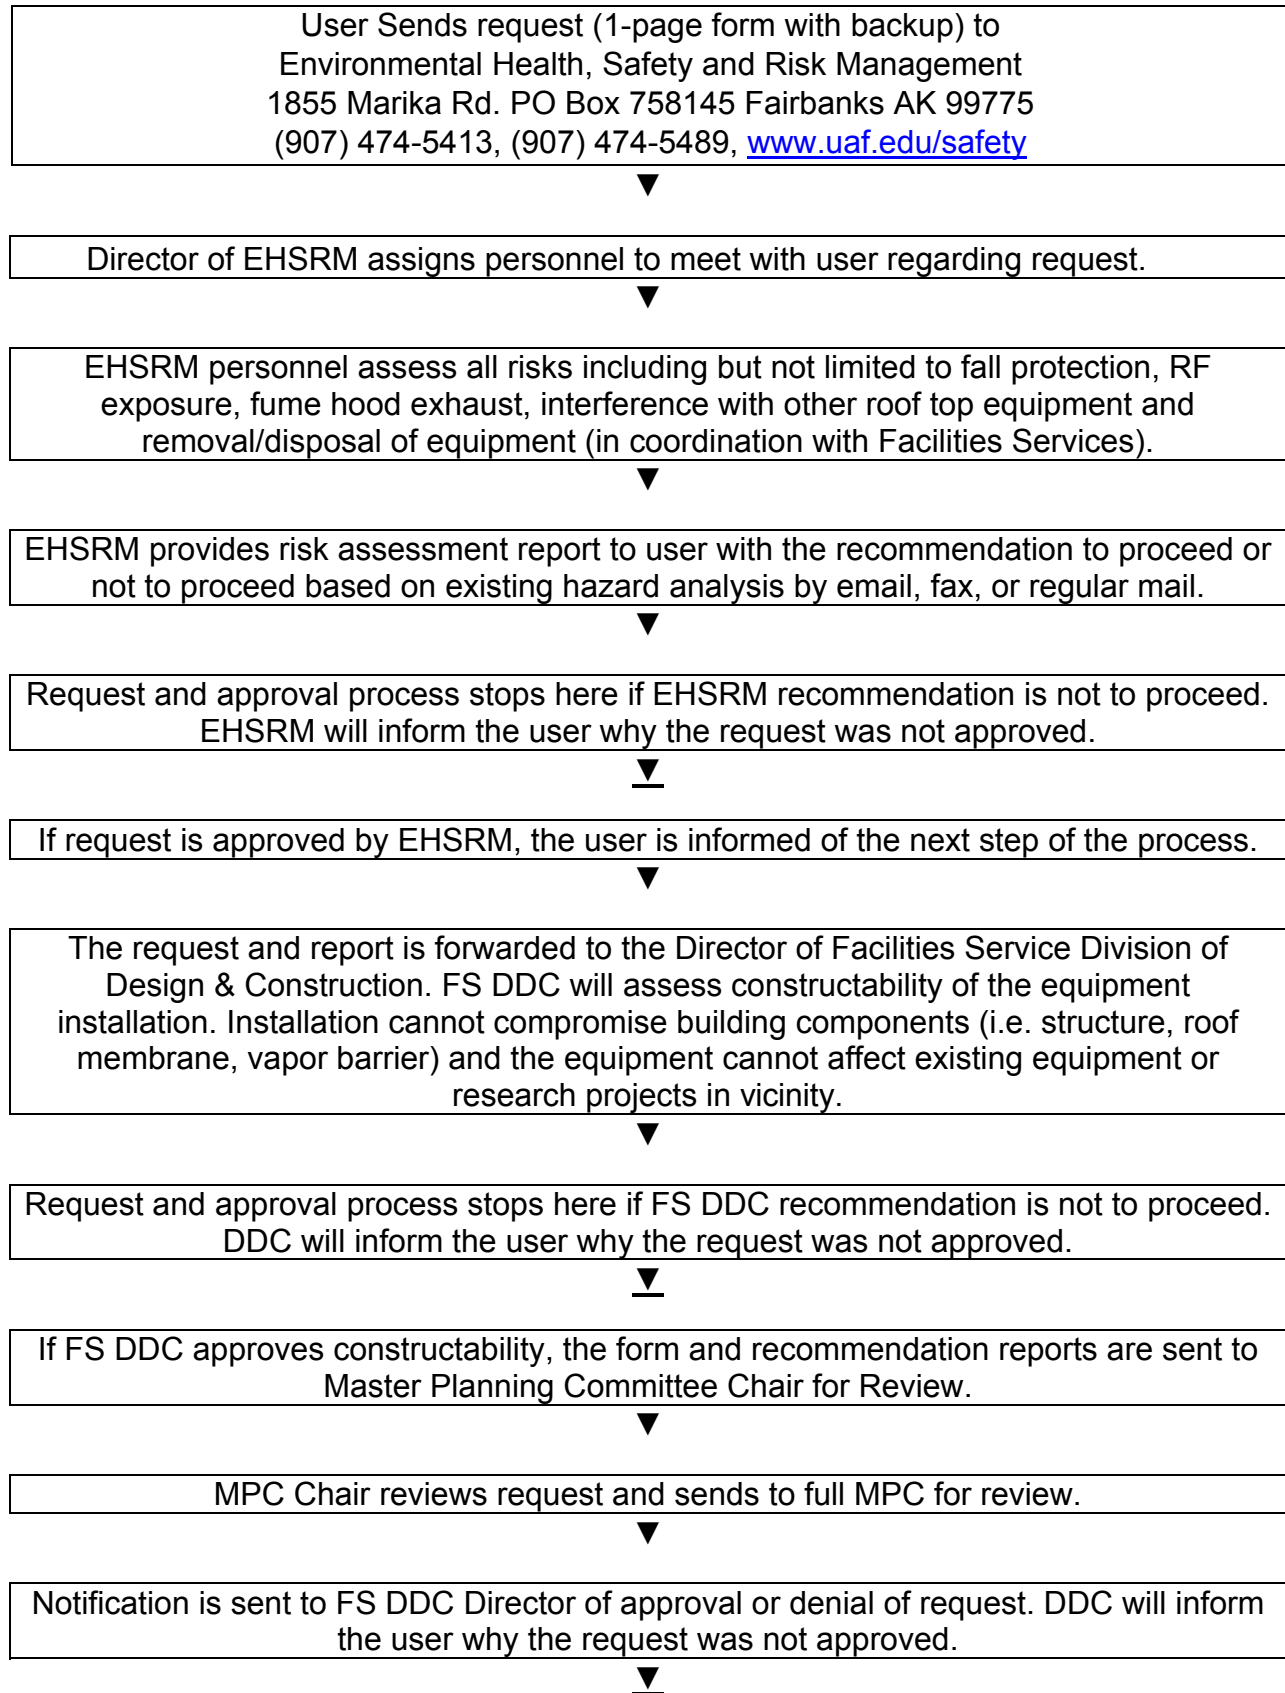 User Sends request (1-page form with backup) to
Environmental Health, Safety and Risk Management
1855 Marika Rd. PO Box 758145 Fairbanks AK 99775
(907) 474-5413, (907) 474-5489, www.uaf.edu/safety
▼
Director of EHSRM assigns personnel to meet with user regarding request.
▼
EHSRM personnel assess all risks including but not limited to fall protection, RF
exposure, fume hood exhaust, interference with other roof top equipment and
removal/disposal of equipment (in coordination with Facilities Services).
▼
EHSRM provides risk assessment report to user with the recommendation to proceed or
not to proceed based on existing hazard analysis by email, fax, or regular mail.
▼
Request and approval process stops here if EHSRM recommendation is not to proceed.
EHSRM will inform the user why the request was not approved.
▼
If request is approved by EHSRM, the user is informed of the next step of the process.
▼
The request and report is forwarded to the Director of Facilities Service Division of
Design & Construction. FS DDC will assess constructability of the equipment
installation. Installation cannot compromise building components (i.e. structure, roof
membrane, vapor barrier) and the equipment cannot affect existing equipment or
research projects in vicinity.
▼
Request and approval process stops here if FS DDC recommendation is not to proceed.
DDC will inform the user why the request was not approved.
▼
If FS DDC approves constructability, the form and recommendation reports are sent to
Master Planning Committee Chair for Review.
▼
MPC Chair reviews request and sends to full MPC for review.
▼
Notification is sent to FS DDC Director of approval or denial of request. DDC will inform
the user why the request was not approved.
▼